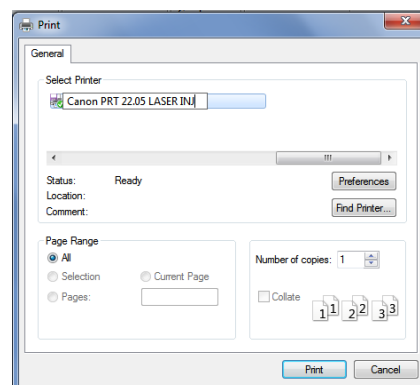 Print
General
Select Printer
Canon PRT 22.05 LASER INJ
Status: Ready
Location:
Comment:
Preferences
Find Printer...
Page Range
All
Selection
Current Page
Pages:
Number of copies: 1
Collate
1 1 2 2 3 3
Print
Cancel